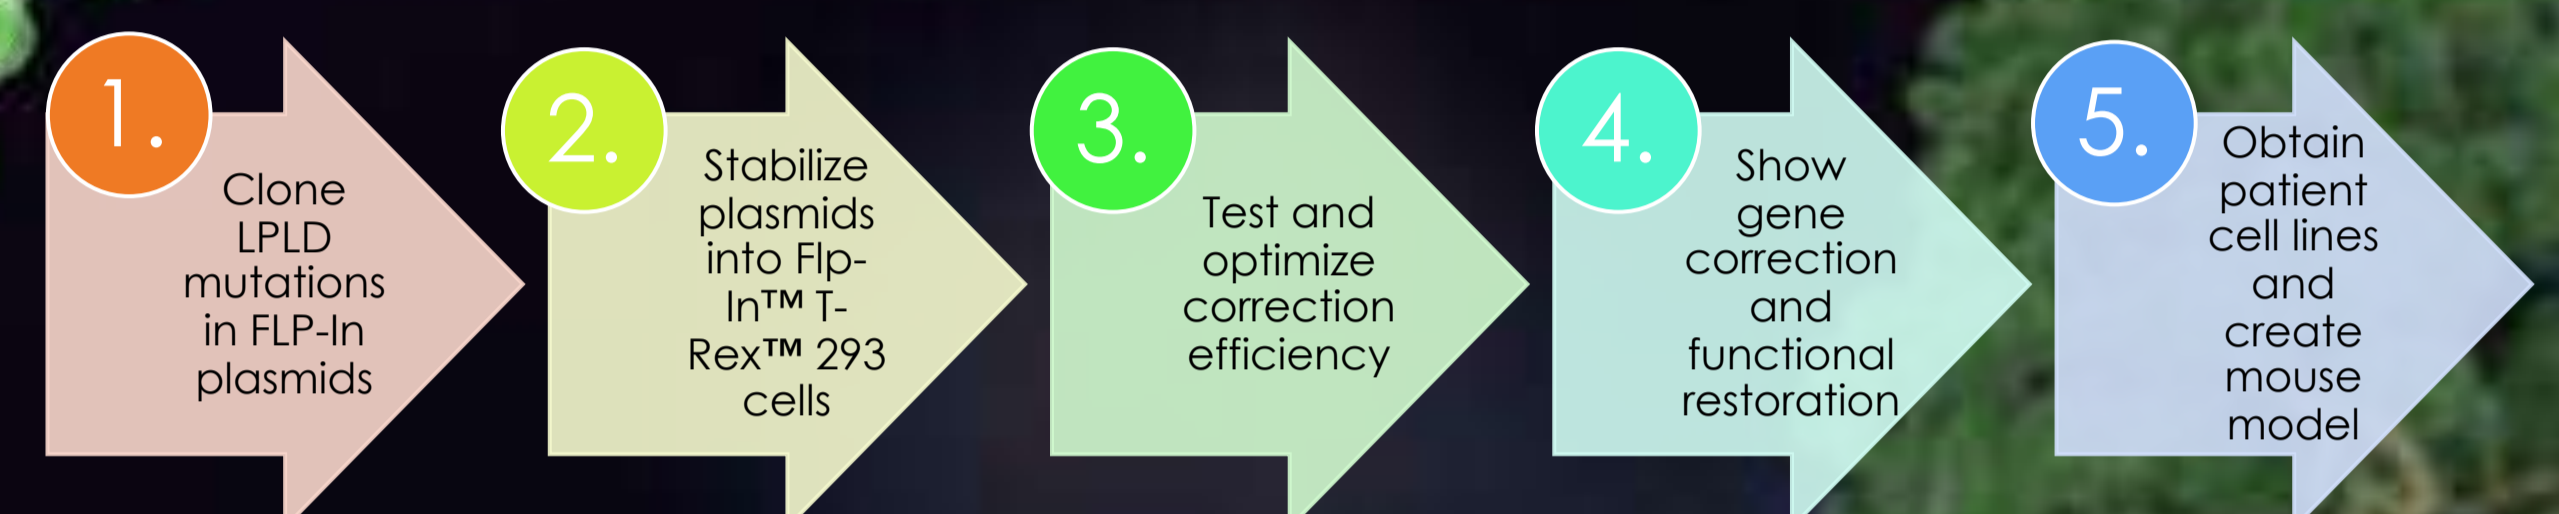 1.
Clone
LPLD
mutations
in FLP-In
plasmids
2.
Stabilize
plasmids
into Flp-
In™ T-
Rex™ 293
cells
3.
Test and
optimize
correction
efficiency
4.
Show
gene
correction
and
functional
restoration
5.
Obtain
patient
cell lines
and
create
mouse
model